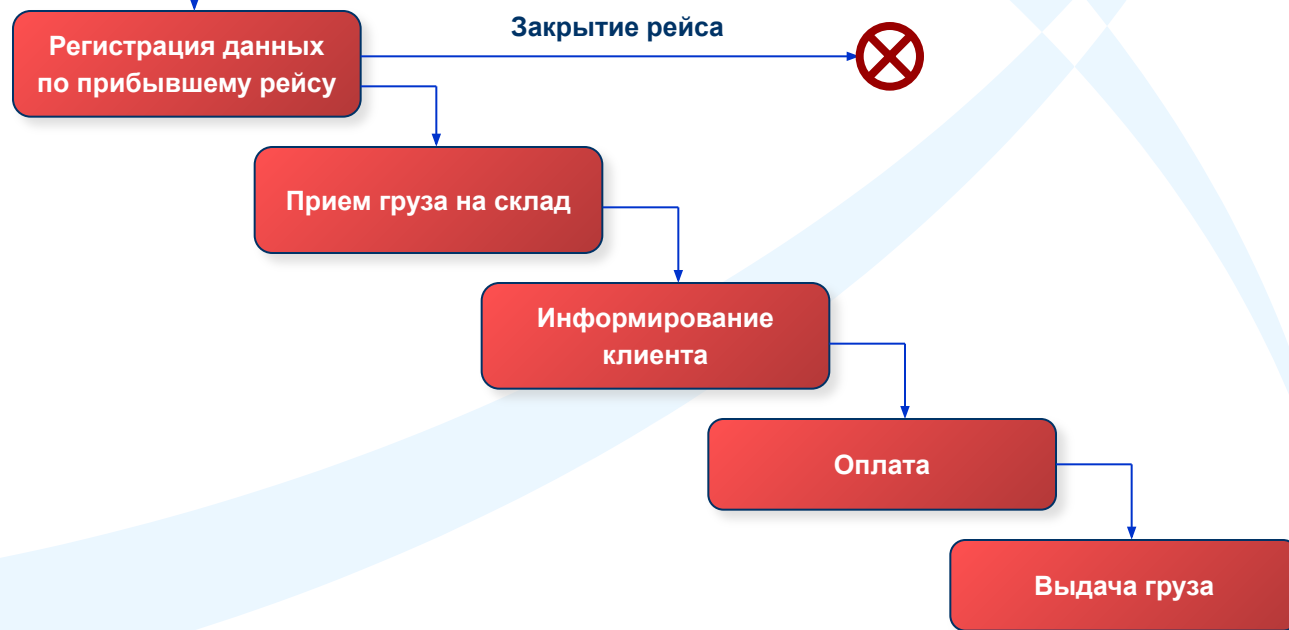 Закрытие рейса
Регистрация данных
по прибывшему рейсу
Прием груза на склад
Информирование
клиента
Оплата
Выдача груза